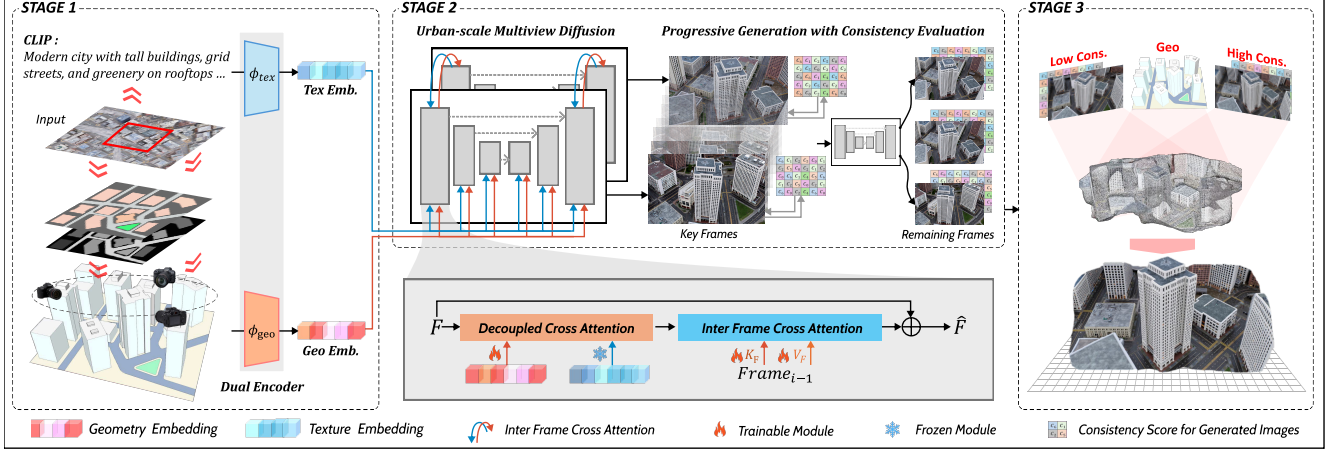 STAGE 1
CLIP :
Modern city with tall buildings, grid
streets, and greenery on rooftops ...
Input
ϕtex
Tex Emb.
ϕgeo
Geo Emb.
Dual Encoder
STAGE 2
Urban-scale Multiview Diffusion
Progressive Generation with Consistency Evaluation
Key Frames
Remaining Frames
F
Decoupled Cross Attention
Inter Frame Cross Attention
F̂
K_F
V_F
Frame_{i−1}
STAGE 3
Low Cons.
Geo
High Cons.
Geometry Embedding
Texture Embedding
Inter Frame Cross Attention
Trainable Module
Frozen Module
Consistency Score for Generated Images